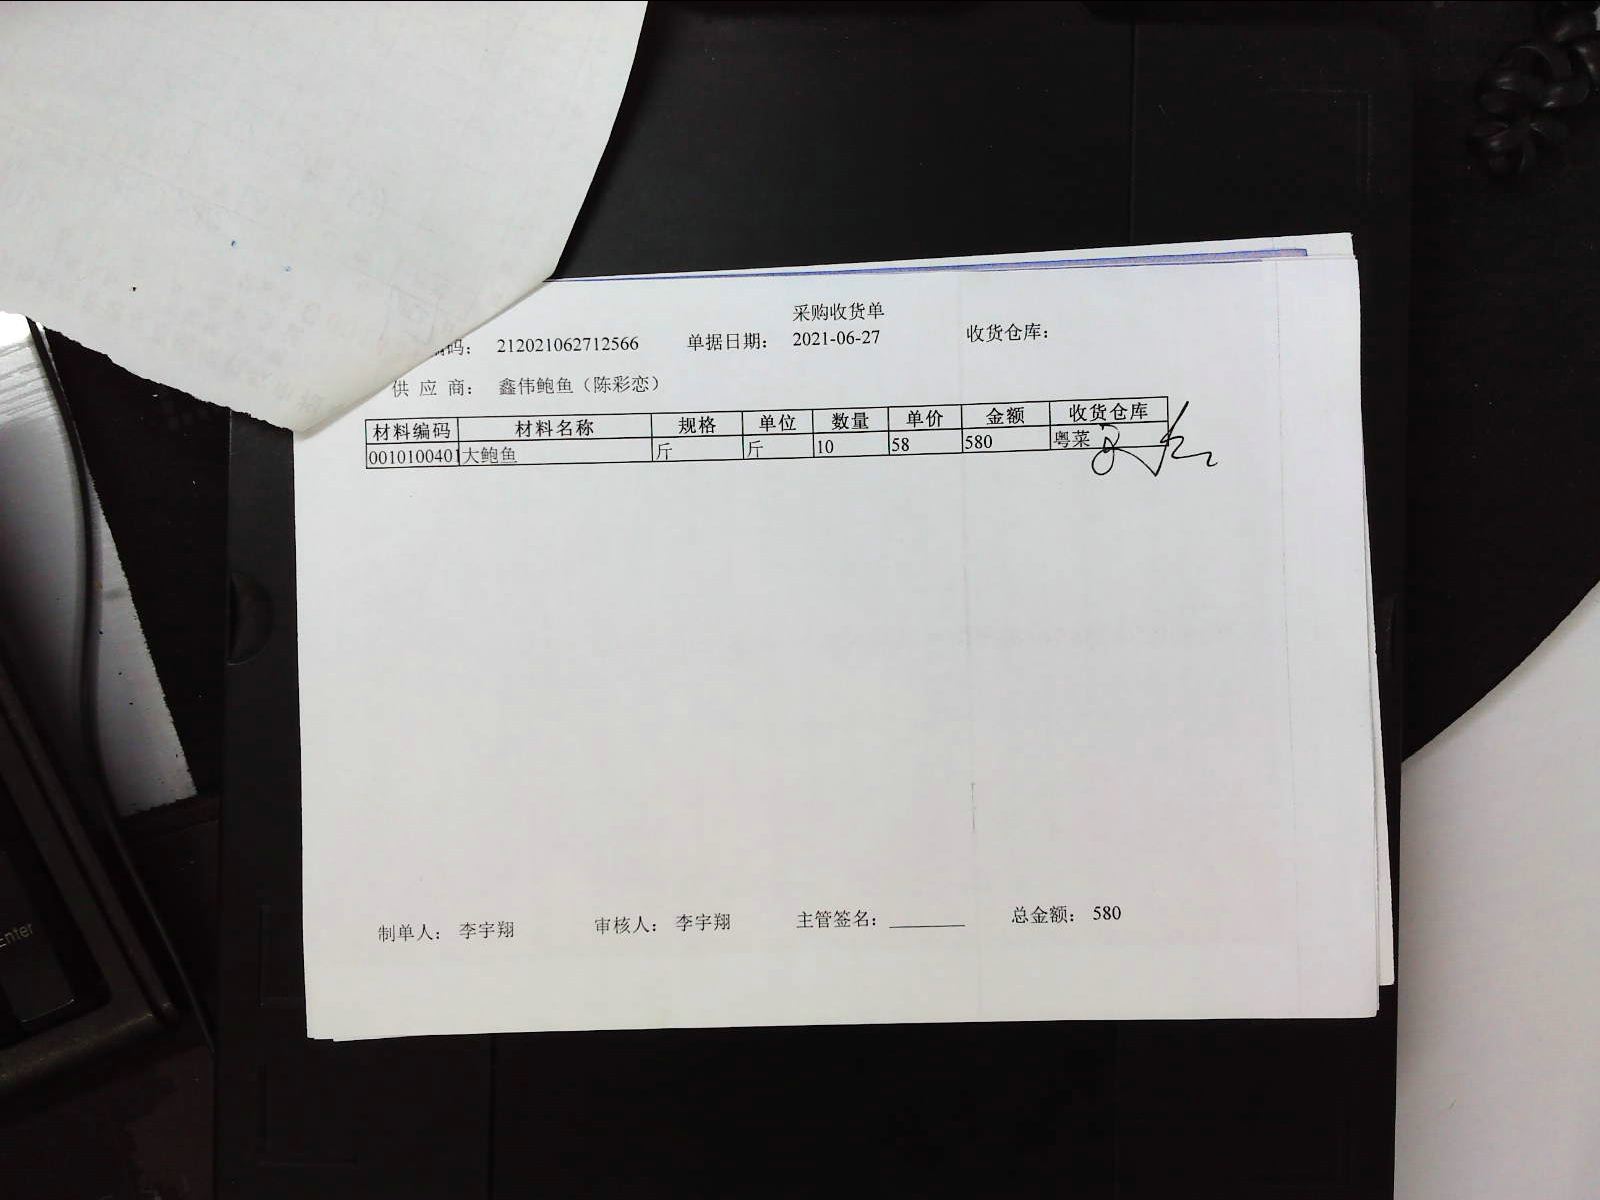 采购收货单
编码： 212021062712566 单据日期： 2021-06-27 收货仓库：
供 应 商： 鑫伟鲍鱼（陈彩恋）
材料编码 材料名称 规格 单位 数量 单价 金额 收货仓库
0010100401 大鲍鱼 斤 斤 10 58 580 粤菜
制单人： 李宇翔 审核人： 李宇翔 主管签名： 总金额： 580
Enter